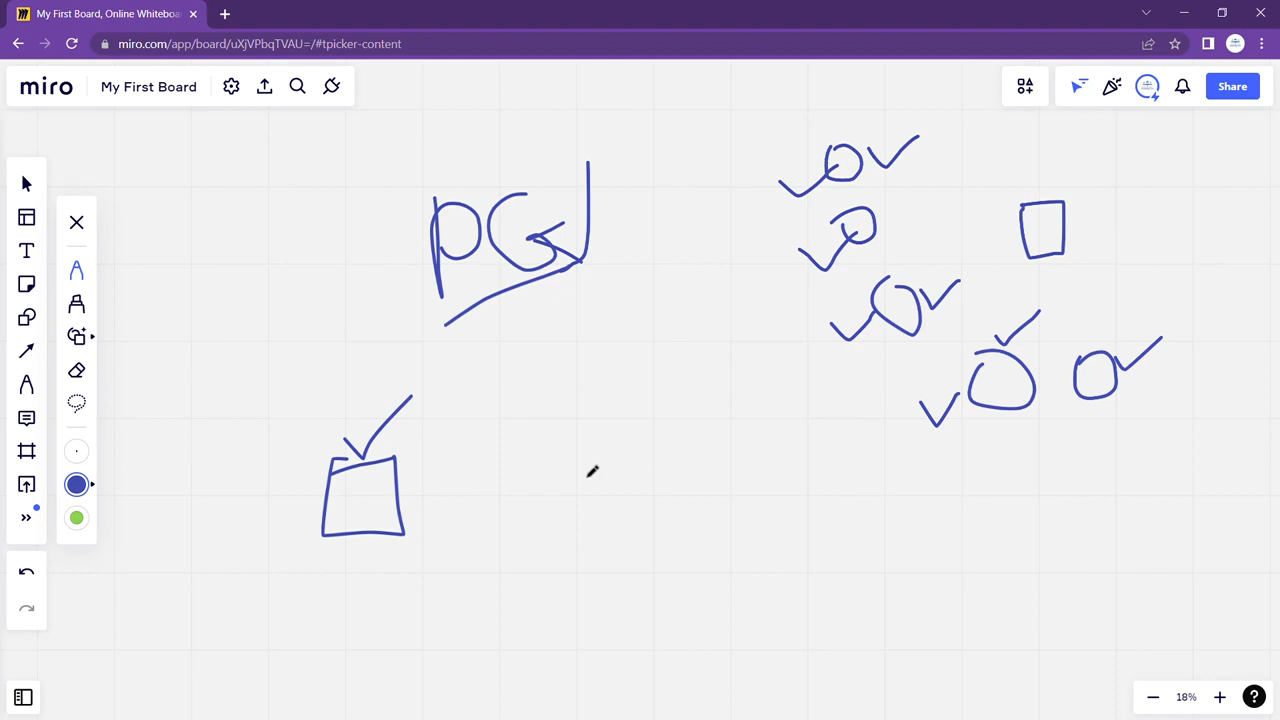 My First Board, Online Whiteboa
miro.com/app/board/uXjVPbqTVAU=/#tpicker-content
miro
My First Board
Share
PGJ
18%